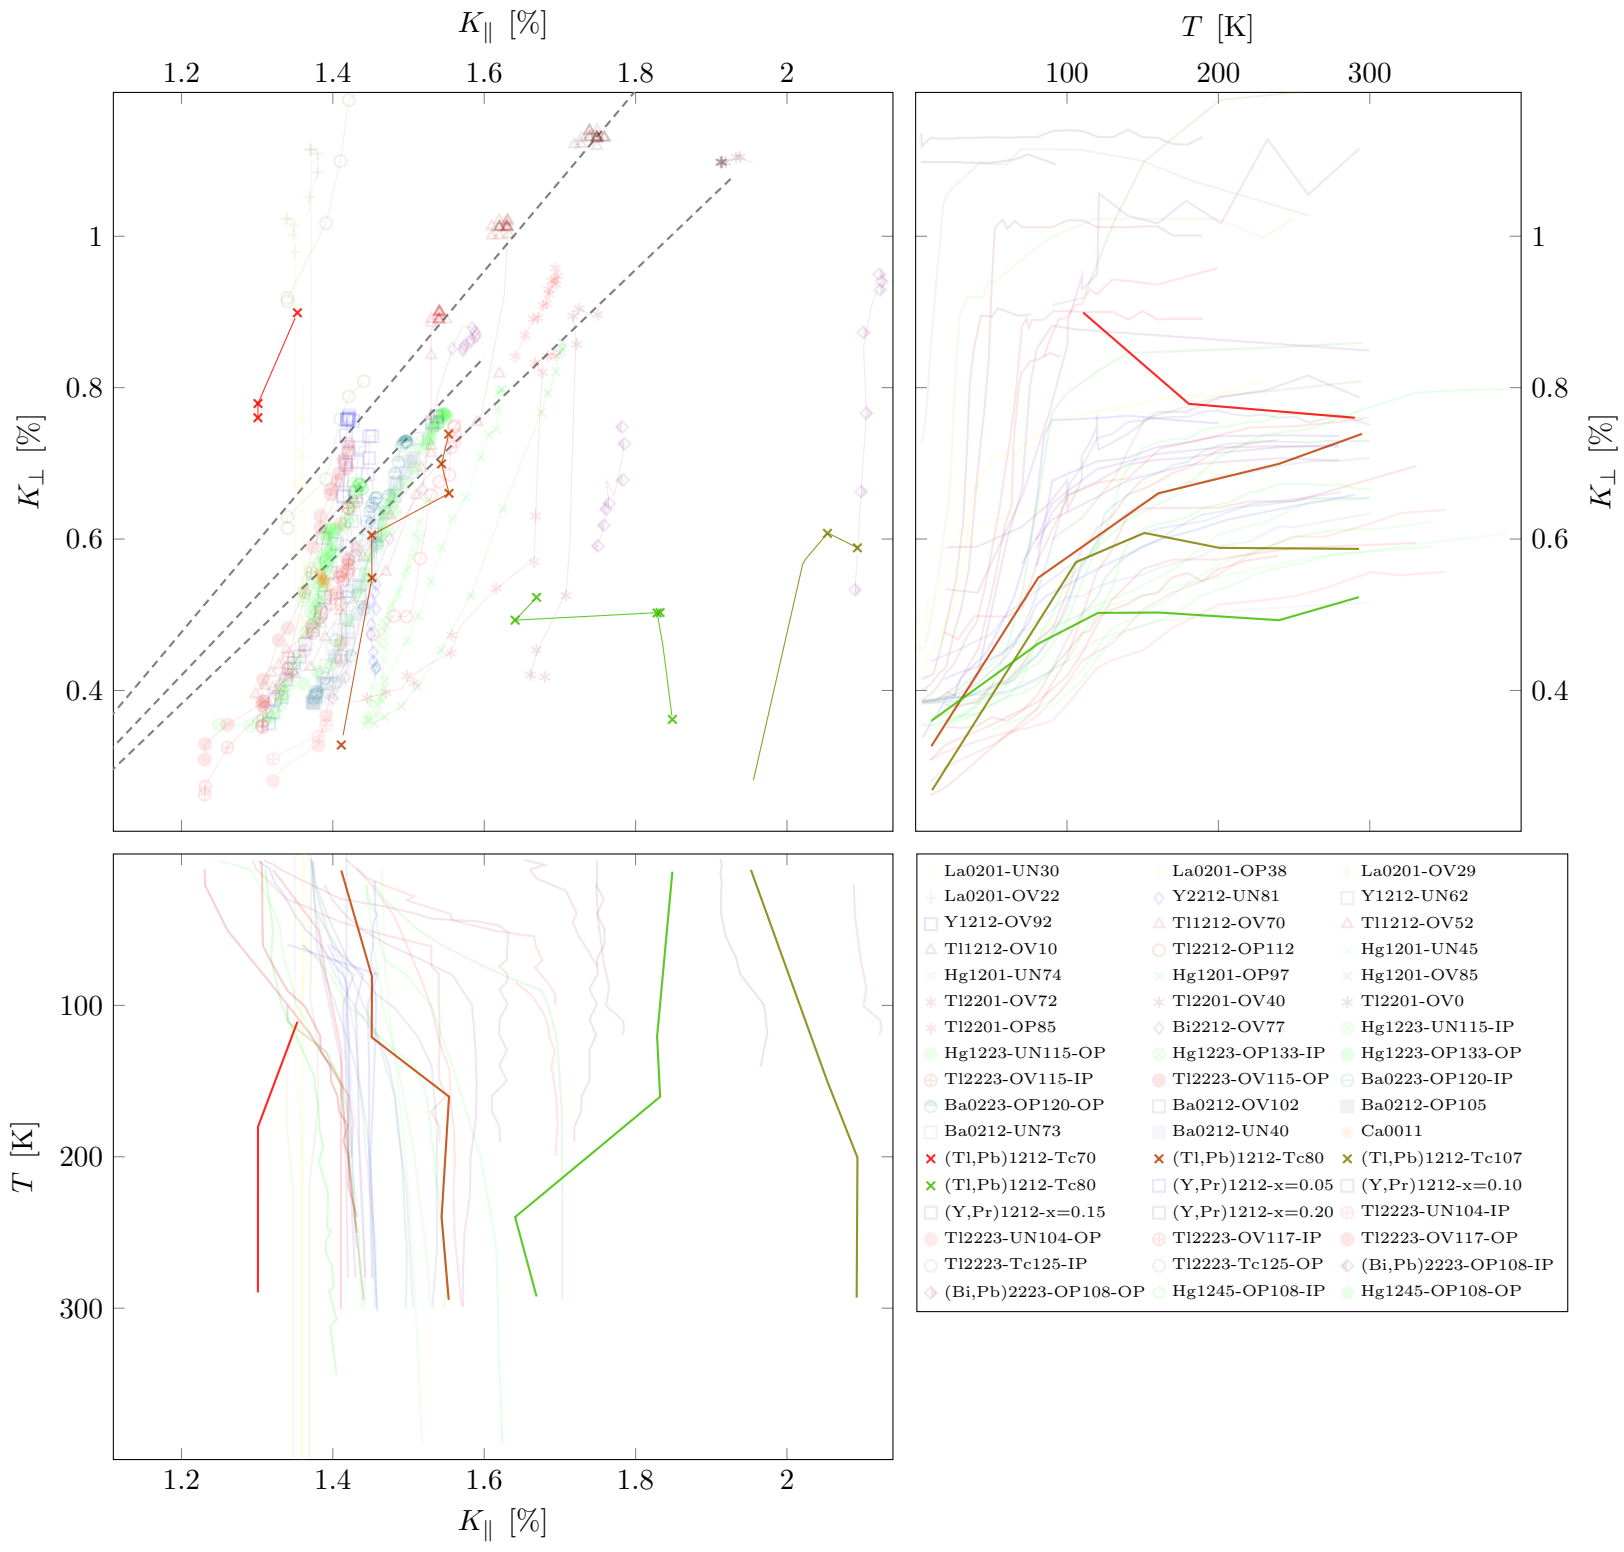 K∥ [%]
T [K]
1.2 1.4 1.6 1.8 2
100 200 300
1 1
0.8 0.8
K⊥ [%]
K⊥ [%]
0.6 0.6
0.4 0.4
La0201-UN30 La0201-OP38 La0201-OV29
La0201-OV22 Y2212-UN81 Y1212-UN62
Y1212-OV92 Tl1212-OV70 Tl1212-OV52
Tl1212-OV10 Tl2212-OP112 Hg1201-UN45
Hg1201-UN74 Hg1201-OP97 Hg1201-OV85
Tl2201-OV72 Tl2201-OV40 Tl2201-OV0
Tl2201-OP85 Bi2212-OV77 Hg1223-UN115-IP
Hg1223-UN115-OP Hg1223-OP133-IP Hg1223-OP133-OP
Tl2223-OV115-IP Tl2223-OV115-OP Ba0223-OP120-IP
Ba0223-OP120-OP Ba0212-OV102 Ba0212-OP105
Ba0212-UN73 Ba0212-UN40 Ca0011
(Tl,Pb)1212-Tc70 (Tl,Pb)1212-Tc80 (Tl,Pb)1212-Tc107
(Tl,Pb)1212-Tc80 (Y,Pr)1212-x=0.05 (Y,Pr)1212-x=0.10
(Y,Pr)1212-x=0.15 (Y,Pr)1212-x=0.20 Tl2223-UN104-IP
Tl2223-UN104-OP Tl2223-OV117-IP Tl2223-OV117-OP
Tl2223-Tc125-IP Tl2223-Tc125-OP (Bi,Pb)2223-OP108-IP
(Bi,Pb)2223-OP108-OP Hg1245-OP108-IP Hg1245-OP108-OP
100
T [K]
200
300
1.2 1.4 1.6 1.8 2
K∥ [%]